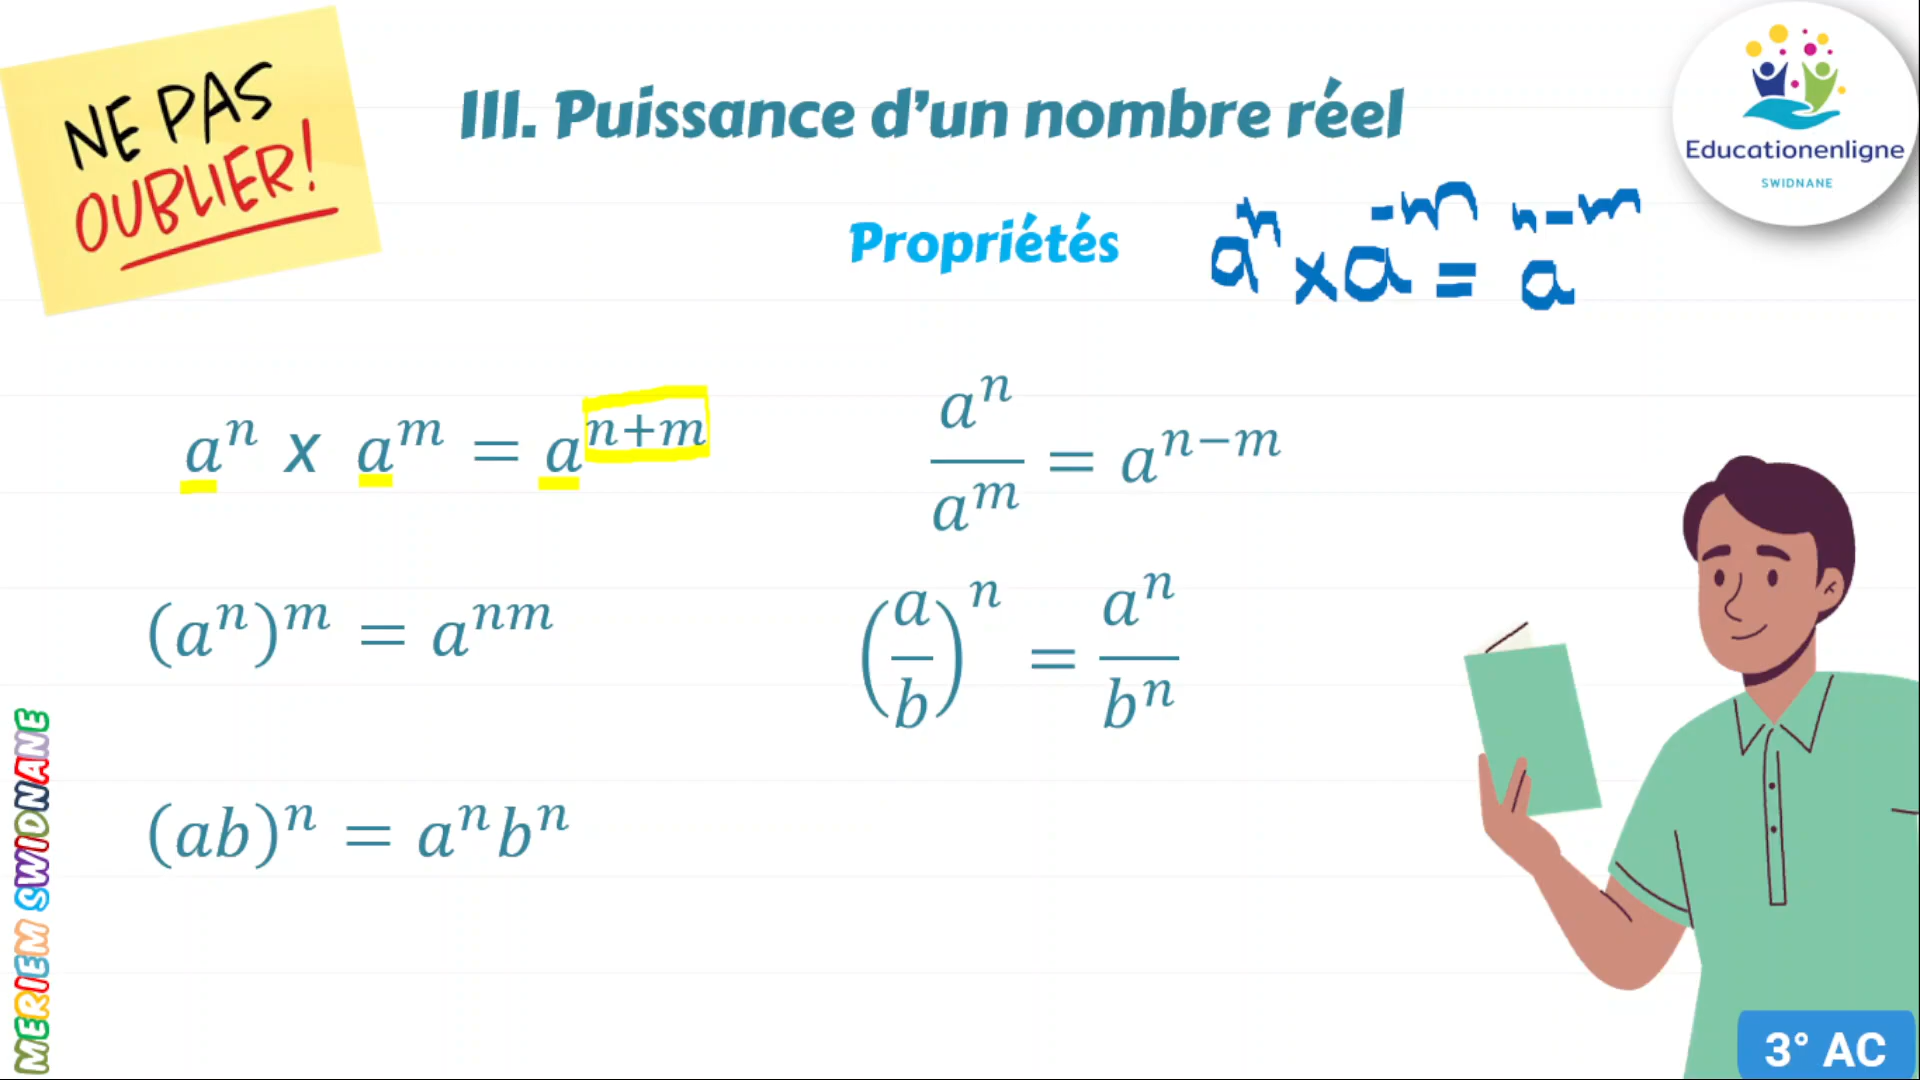 NE PAS
OUBLIER!
III. Puissance d'un nombre réel
Educationenligne
SWIDNANE
Propriétés
aⁿ x a⁻ᵐ = aⁿ⁻ᵐ
aⁿ x aᵐ = aⁿ⁺ᵐ
aⁿ/aᵐ = aⁿ⁻ᵐ
(aⁿ)ᵐ = aⁿᵐ
(a/b)ⁿ = aⁿ/bⁿ
(ab)ⁿ = aⁿbⁿ
MERIEM SWIDNANE
3° AC